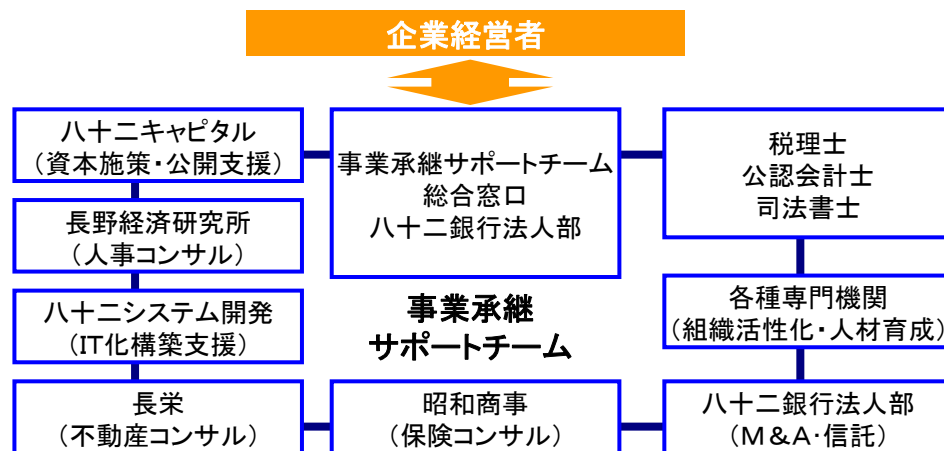 企業経営者
八十二キャピタル
（資本施策・公開支援）
事業承継サポートチーム
総合窓口
八十二銀行法人部
税理士
公認会計士
司法書士
長野経済研究所
（人事コンサル）
八十二システム開発
（IT化構築支援）
事業承継
サポートチーム
各種専門機関
（組織活性化・人材育成）
長栄
（不動産コンサル）
昭和商事
（保険コンサル）
八十二銀行法人部
（M＆A・信託）